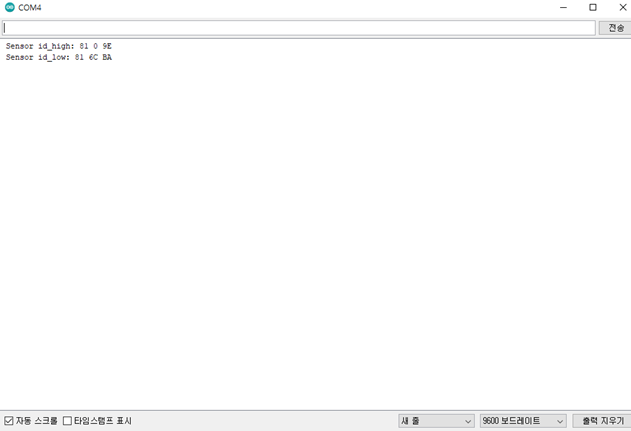 COM4
전송
Sensor id_high: 81 0 9E
Sensor id_low: 81 6C BA
자동 스크롤 타임스탬프 표시 새 줄 9600 보드레이트 출력 지우기